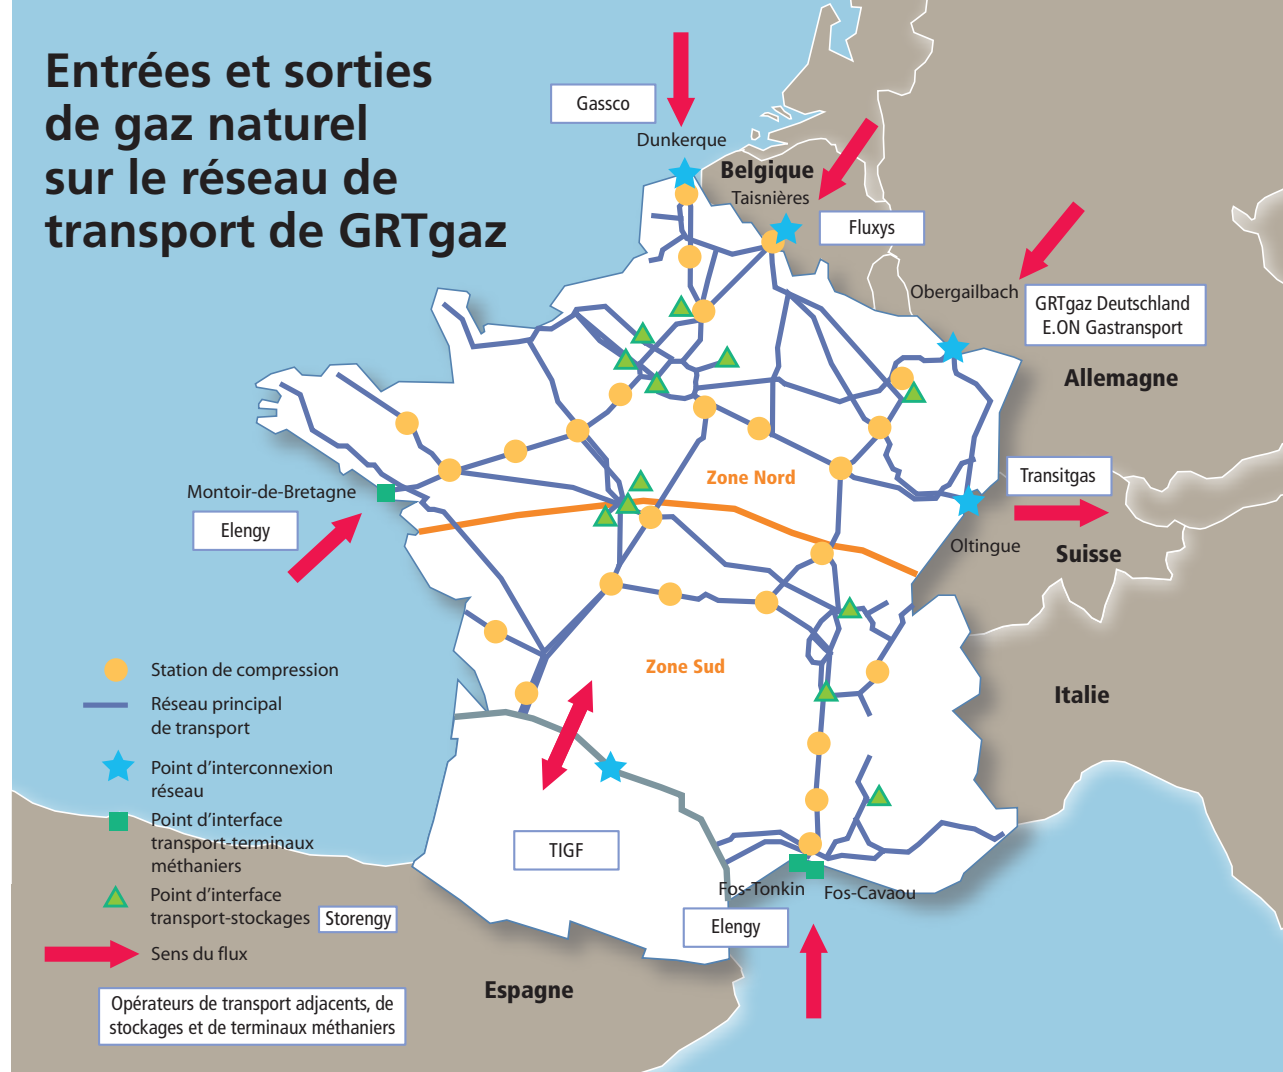 Entrées et sorties
de gaz naturel
sur le réseau de
transport de GRTgaz
Gassco
Dunkerque
Belgique
Taisnières
Fluxys
Obergailbach
GRTgaz Deutschland
E.ON Gastransport
Allemagne
Zone Nord
Transitgas
Montoir-de-Bretagne
Elengy
Oltingue
Suisse
Zone Sud
Italie
Station de compression
Réseau principal
de transport
Point d’interconnexion
réseau
Point d’interface
transport-terminaux
méthaniers
Point d’interface
transport-stockages
Storengy
Sens du flux
Opérateurs de transport adjacents, de
stockages et de terminaux méthaniers
TIGF
Fos-Tonkin
Fos-Cavaou
Elengy
Espagne